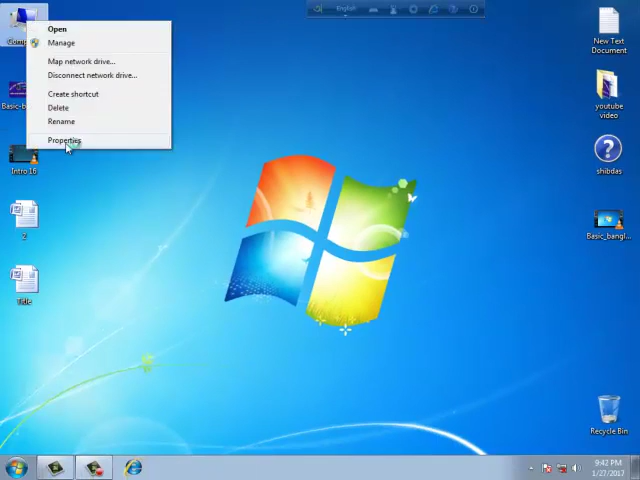 English
Open
Manage
Map network drive...
Disconnect network drive...
Create shortcut
Delete
Rename
Properties
Intro 16
2
Title
New Text
Document
youtube
video
shibdas
Basic_bangl...
Recycle Bin
9:42 PM
1/27/2017